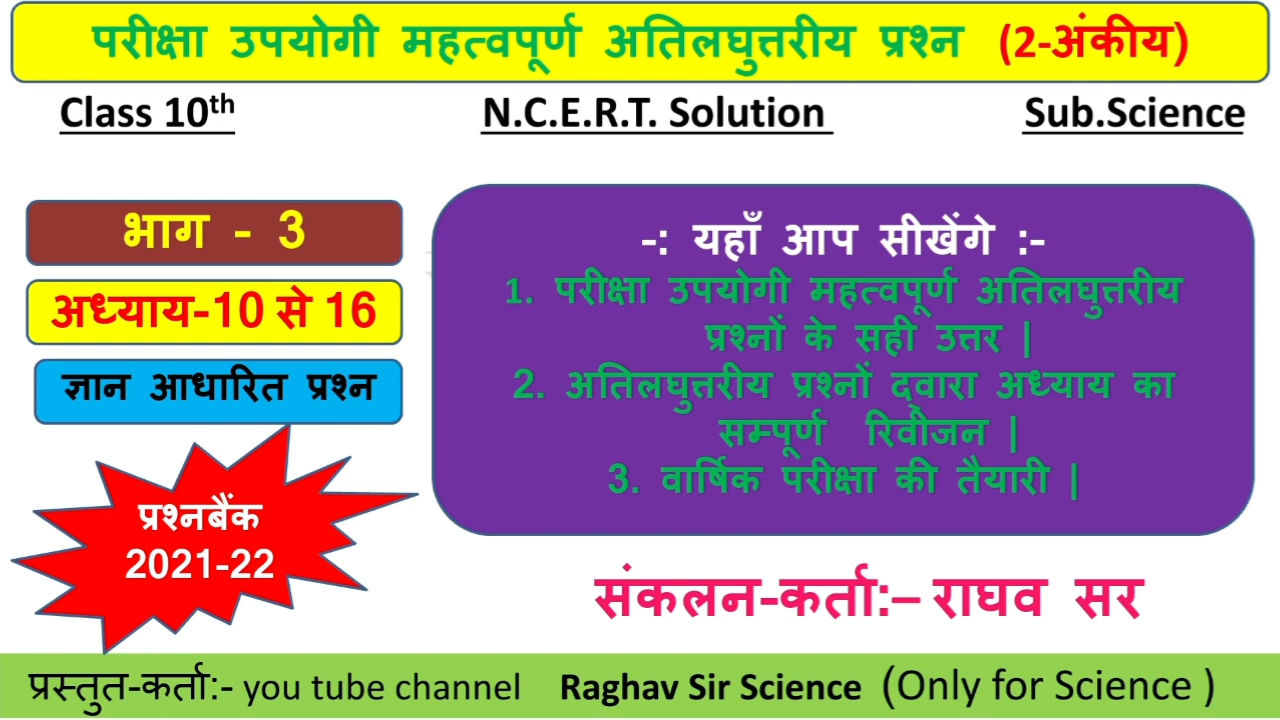 परीक्षा उपयोगी महत्वपूर्ण अतिलघुत्तरीय प्रश्न (2-अंकीय)
Class 10th N.C.E.R.T. Solution Sub.Science
भाग - 3
अध्याय-10 से 16
ज्ञान आधारित प्रश्न
प्रश्नबैंक
2021-22
-: यहाँ आप सीखेंगे :-
1. परीक्षा उपयोगी महत्वपूर्ण अतिलघुत्तरीय
प्रश्नों के सही उत्तर |
2. अतिलघुत्तरीय प्रश्नों द्वारा अध्याय का
सम्पूर्ण रिवीजन |
3. वार्षिक परीक्षा की तैयारी |
संकलन-कर्ता:– राघव सर
प्रस्तुत-कर्ता:- you tube channel Raghav Sir Science (Only for Science )